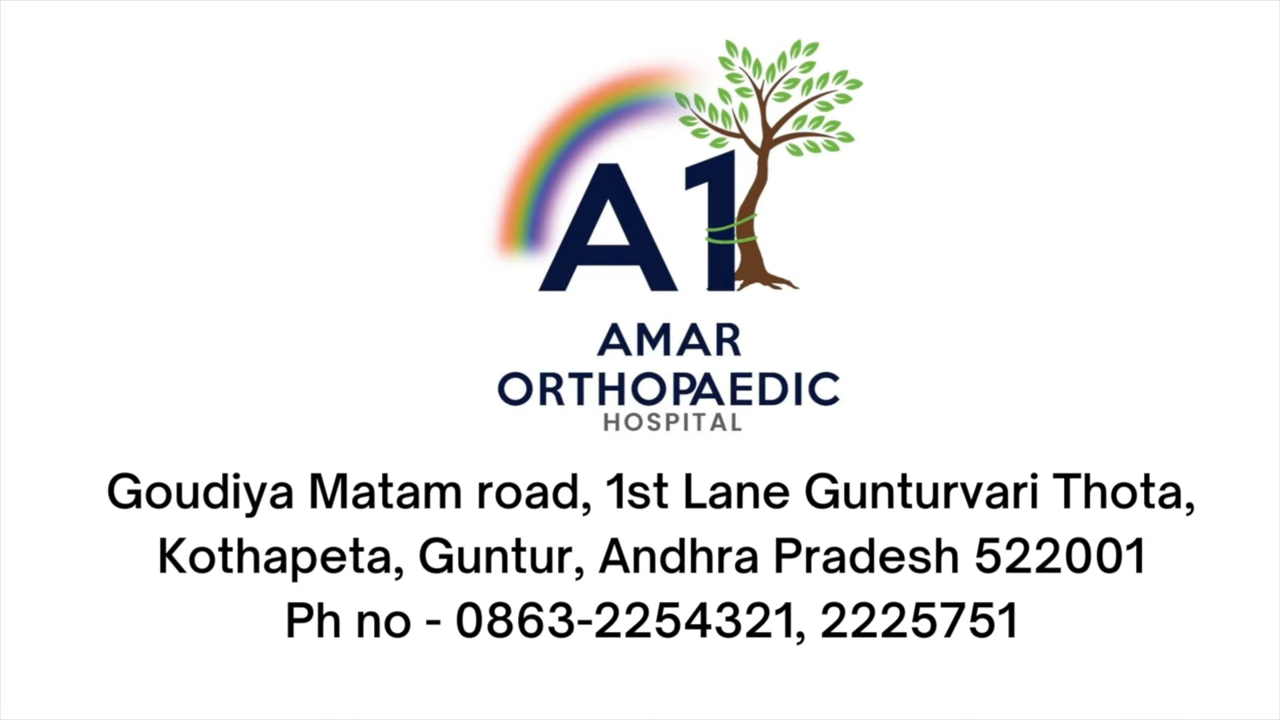 A1
AMAR
ORTHOPAEDIC
HOSPITAL
Goudiya Matam road, 1st Lane Gunturvari Thota,
Kothapeta, Guntur, Andhra Pradesh 522001
Ph no - 0863-2254321, 2225751